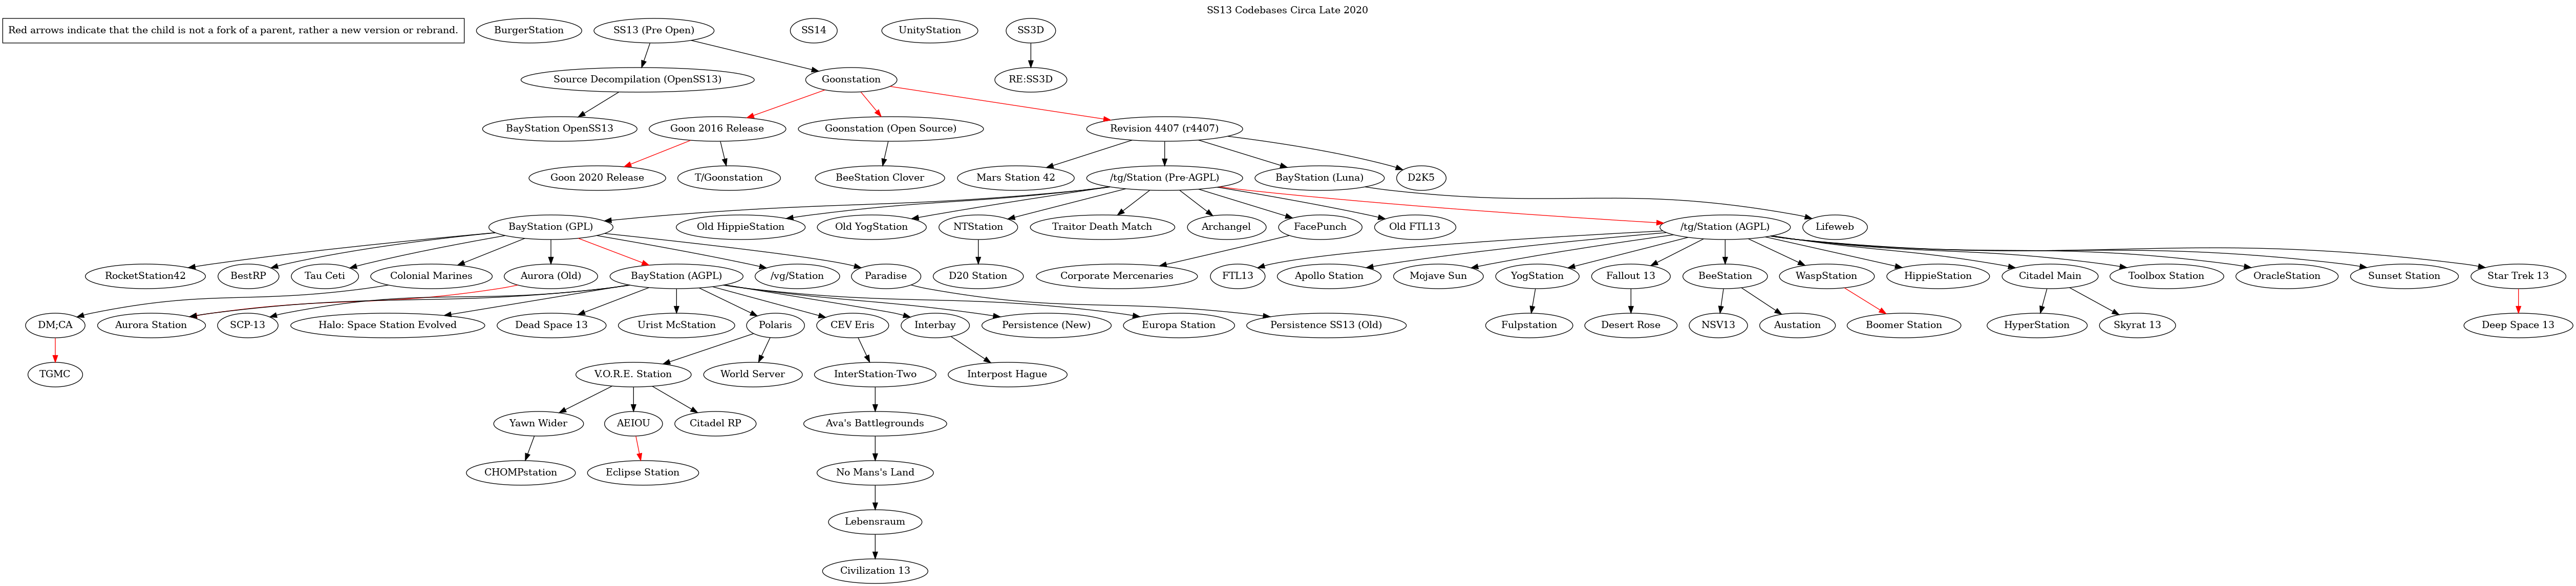 SS13 Codebases Circa Late 2020
Red arrows indicate that the child is not a fork of a parent, rather a new version or rebrand.
BurgerStation
SS13 (Pre Open)
SS14
UnityStation
SS3D
Source Decompilation (OpenSS13)
Goonstation
RE:SS3D
BayStation OpenSS13
Goon 2016 Release
Goonstation (Open Source)
Revision 4407 (r4407)
Goon 2020 Release
T/Goonstation
BeeStation Clover
Mars Station 42
/tg/Station (Pre-AGPL)
BayStation (Luna)
D2K5
BayStation (GPL)
Old HippieStation
Old YogStation
NTStation
Traitor Death Match
Archangel
FacePunch
Old FTL13
/tg/Station (AGPL)
Lifeweb
RocketStation42
BestRP
Tau Ceti
Colonial Marines
Aurora (Old)
BayStation (AGPL)
/vg/Station
Paradise
D20 Station
Corporate Mercenaries
FTL13
Apollo Station
Mojave Sun
YogStation
Fallout 13
BeeStation
WaspStation
HippieStation
Citadel Main
Toolbox Station
OracleStation
Sunset Station
Star Trek 13
DM;CA
Aurora Station
SCP-13
Halo: Space Station Evolved
Dead Space 13
Urist McStation
Polaris
CEV Eris
Interbay
Persistence (New)
Europa Station
Persistence SS13 (Old)
Fulpstation
Desert Rose
NSV13
Austation
Boomer Station
HyperStation
Skyrat 13
Deep Space 13
TGMC
V.O.R.E. Station
World Server
InterStation-Two
Interpost Hague
Yawn Wider
AEIOU
Citadel RP
Ava's Battlegrounds
CHOMPstation
Eclipse Station
No Mans's Land
Lebensraum
Civilization 13